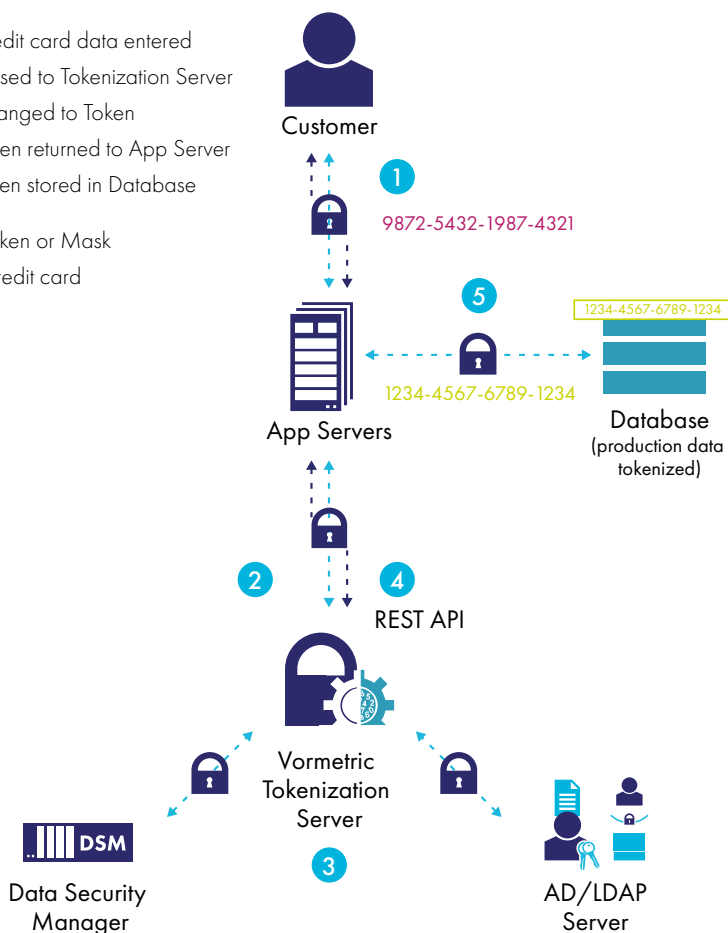 edit card data entered
sed to Tokenization Server
anged to Token
en returned to App Server
en stored in Database
ken or Mask
redit card
Customer
1
9872-5432-1987-4321
5
1234-4567-6789-1234
1234-4567-6789-1234
App Servers
Database
(production data
tokenized)
2
4
REST API
Vormetric
Tokenization
Server
3
DSM
Data Security
Manager
AD/LDAP
Server